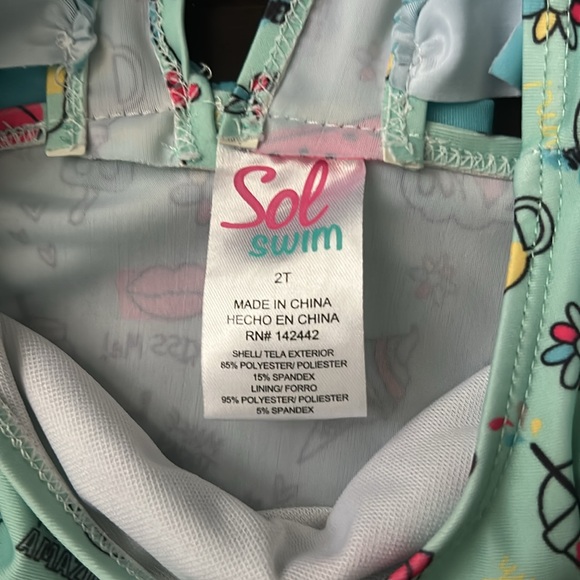 Sol
swim
2T
MADE IN CHINA
HECHO EN CHINA
RN# 142442
SHELL/ TELA EXTERIOR
85% POLYESTER/ POLIESTER
15% SPANDEX
LINING/ FORRO
95% POLYESTER/ POLIESTER
5% SPANDEX